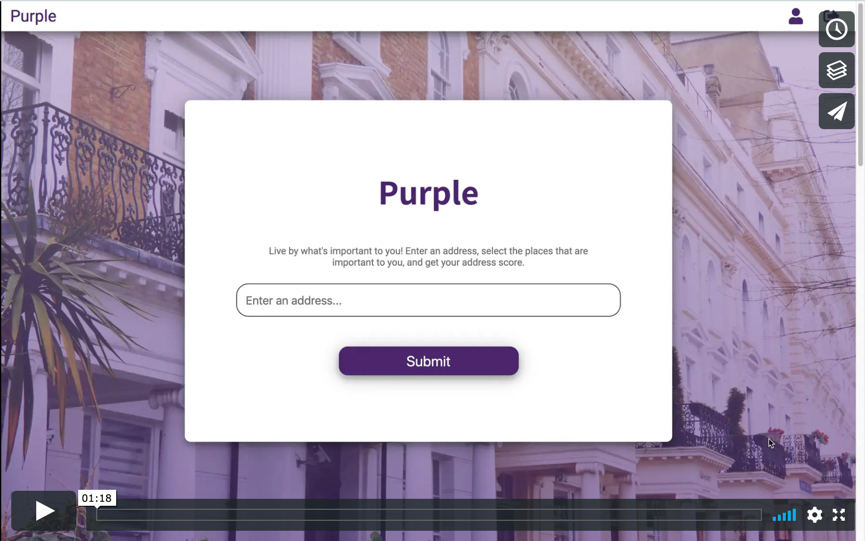 Purple
Purple
Live by what's important to you! Enter an address, select the places that are
important to you, and get your address score.
Enter an address...
Submit
01:18